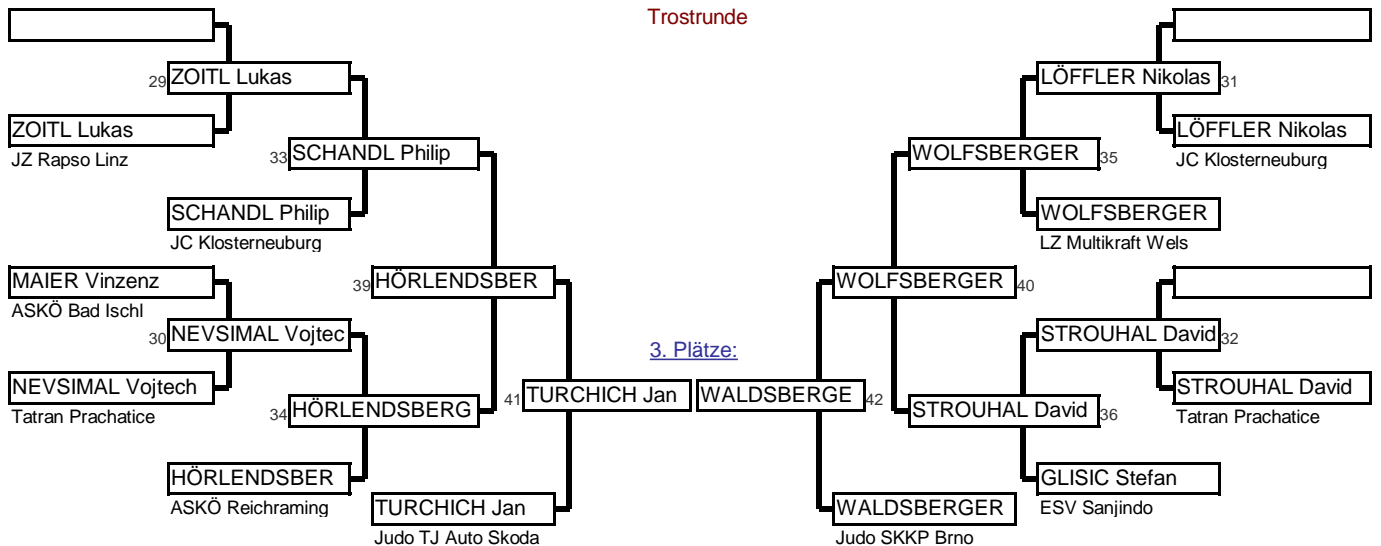 Trostrunde
29 ZOITL Lukas
LÖFFLER Nikolas 31
ZOITL Lukas
JZ Rapso Linz
LÖFFLER Nikolas
JC Klosterneuburg
33 SCHANDL Philip
WOLFSBERGER 35
SCHANDL Philip
JC Klosterneuburg
WOLFSBERGER
LZ Multikraft Wels
MAIER Vinzenz
ASKÖ Bad Ischl
39 HÖRLENDSBER
WOLFSBERGER 40
30 NEVSIMAL Vojtec
STROUHAL David 32
3. Plätze:
NEVSIMAL Vojtech
Tatran Prachatice
41 TURCHICH Jan
WALDSBERGE 42
STROUHAL David
Tatran Prachatice
34 HÖRLENDSBERG
STROUHAL David 36
HÖRLENDSBER
ASKÖ Reichraming
GLISIC Stefan
ESV Sanjindo
TURCHICH Jan
Judo TJ Auto Skoda
WALDSBERGER
Judo SKKP Brno